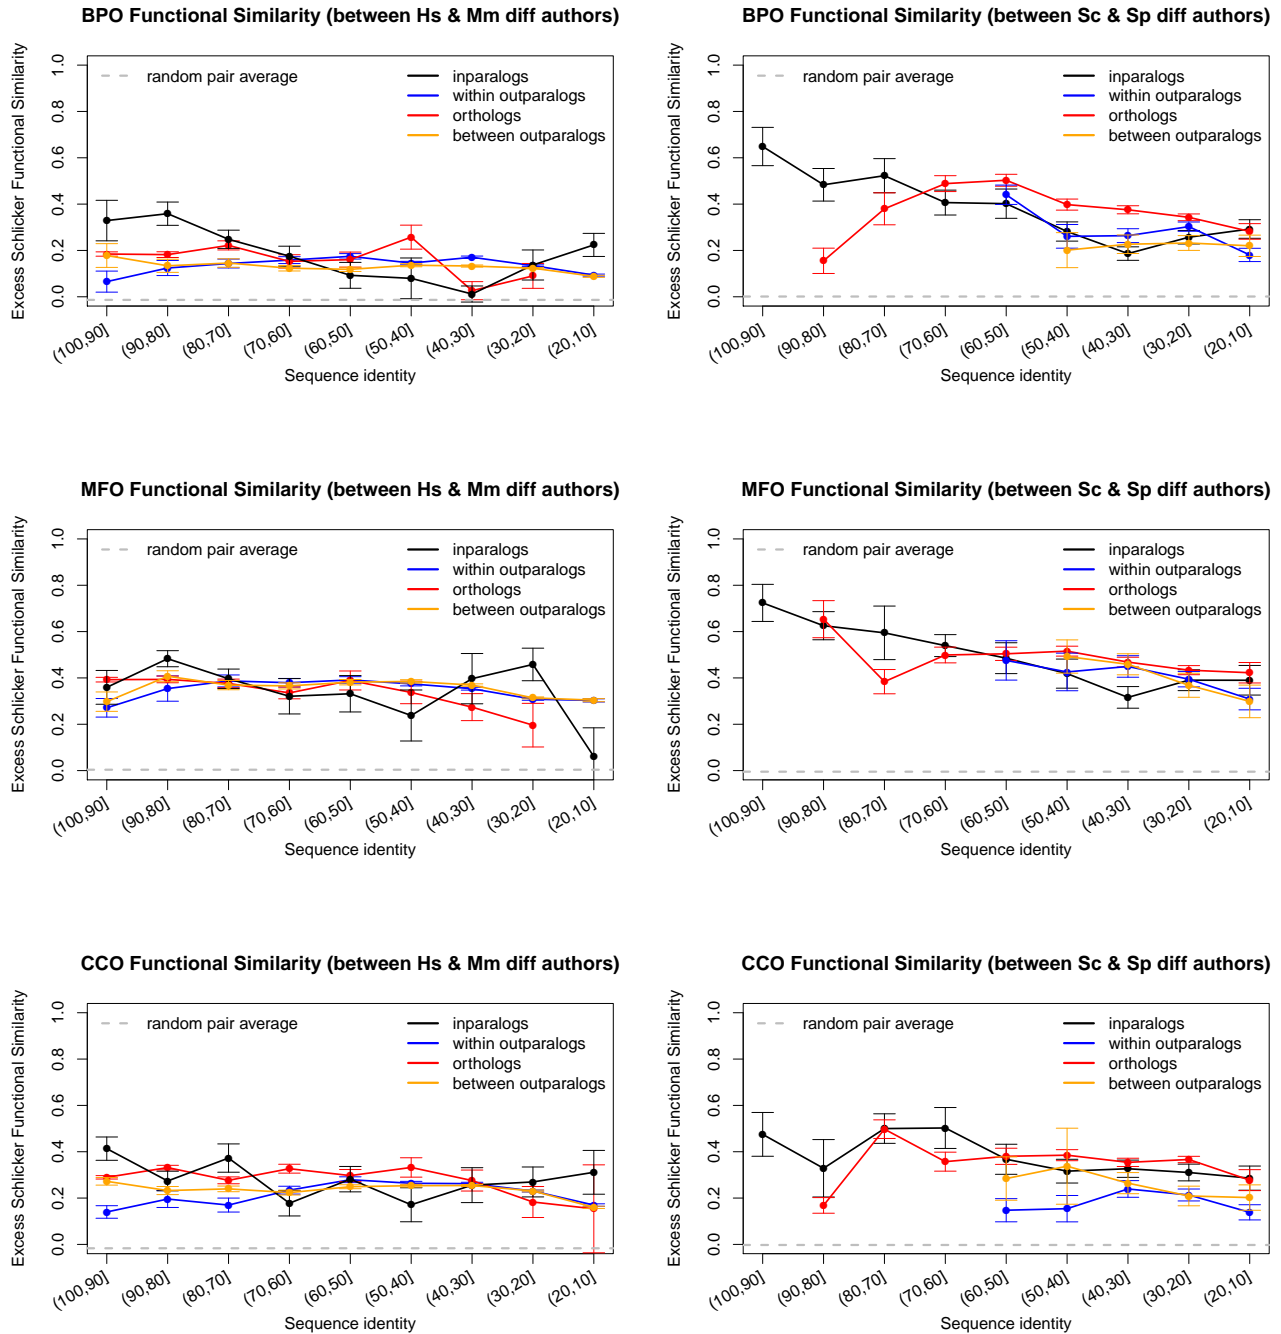 BPO Functional Similarity (between Hs & Mm diff authors)
Excess Schlicker Functional Similarity
1.0
0.8
0.6
0.4
0.2
0.0
random pair average
inparalogs
within outparalogs
orthologs
between outparalogs
(100,90]
(90,80]
(80,70]
(70,60]
(60,50]
(50,40]
(40,30]
(30,20]
(20,10]
Sequence identity
BPO Functional Similarity (between Sc & Sp diff authors)
Excess Schlicker Functional Similarity
1.0
0.8
0.6
0.4
0.2
0.0
random pair average
inparalogs
within outparalogs
orthologs
between outparalogs
(100,90]
(90,80]
(80,70]
(70,60]
(60,50]
(50,40]
(40,30]
(30,20]
(20,10]
Sequence identity
MFO Functional Similarity (between Hs & Mm diff authors)
Excess Schlicker Functional Similarity
1.0
0.8
0.6
0.4
0.2
0.0
random pair average
inparalogs
within outparalogs
orthologs
between outparalogs
(100,90]
(90,80]
(80,70]
(70,60]
(60,50]
(50,40]
(40,30]
(30,20]
(20,10]
Sequence identity
MFO Functional Similarity (between Sc & Sp diff authors)
Excess Schlicker Functional Similarity
1.0
0.8
0.6
0.4
0.2
0.0
random pair average
inparalogs
within outparalogs
orthologs
between outparalogs
(100,90]
(90,80]
(80,70]
(70,60]
(60,50]
(50,40]
(40,30]
(30,20]
(20,10]
Sequence identity
CCO Functional Similarity (between Hs & Mm diff authors)
Excess Schlicker Functional Similarity
1.0
0.8
0.6
0.4
0.2
0.0
random pair average
inparalogs
within outparalogs
orthologs
between outparalogs
(100,90]
(90,80]
(80,70]
(70,60]
(60,50]
(50,40]
(40,30]
(30,20]
(20,10]
Sequence identity
CCO Functional Similarity (between Sc & Sp diff authors)
Excess Schlicker Functional Similarity
1.0
0.8
0.6
0.4
0.2
0.0
random pair average
inparalogs
within outparalogs
orthologs
between outparalogs
(100,90]
(90,80]
(80,70]
(70,60]
(60,50]
(50,40]
(40,30]
(30,20]
(20,10]
Sequence identity